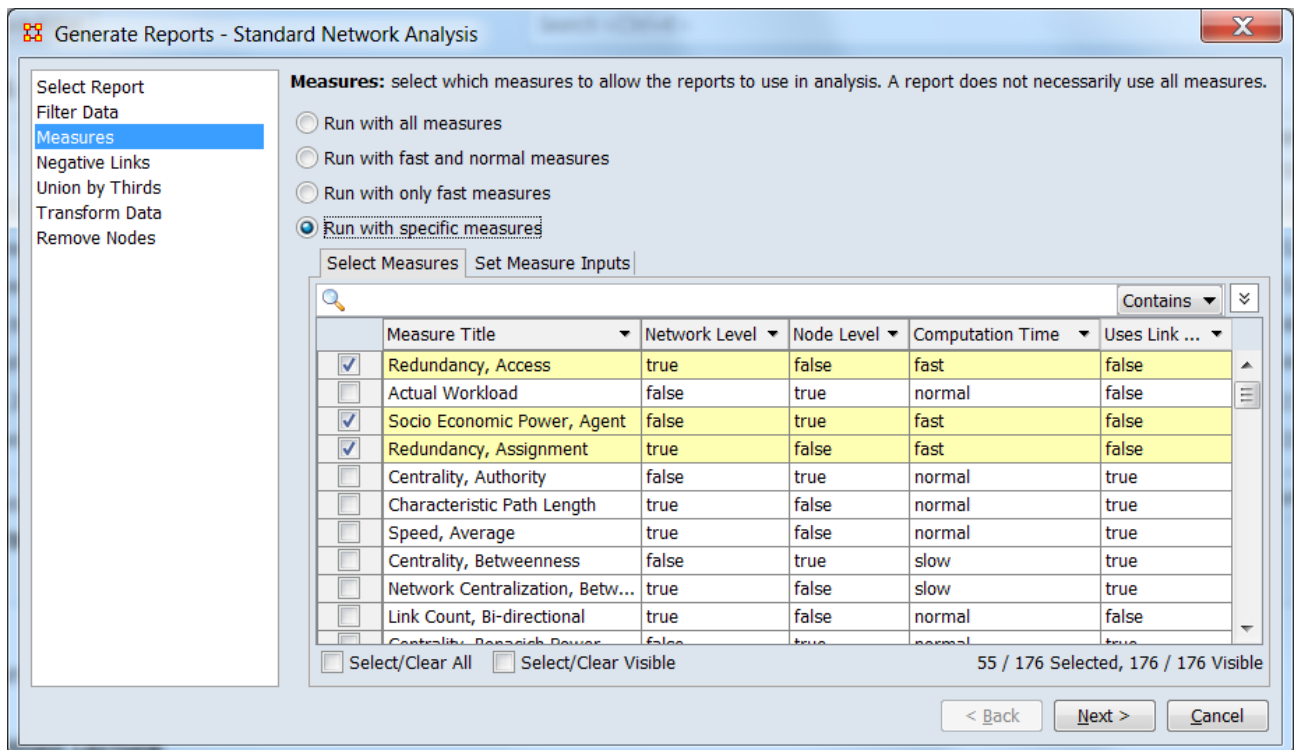 Generate Reports - Standard Network Analysis
Select Report
Filter Data
Measures
Negative Links
Union by Thirds
Transform Data
Remove Nodes
Measures: select which measures to allow the reports to use in analysis. A report does not necessarily use all measures.
Run with all measures
Run with fast and normal measures
Run with only fast measures
Run with specific measures
Select Measures Set Measure Inputs
Contains
Measure Title Network Level Node Level Computation Time Uses Link ...
Redundancy, Access true false fast false
Actual Workload false true normal false
Socio Economic Power, Agent false true fast false
Redundancy, Assignment true false fast false
Centrality, Authority false true normal true
Characteristic Path Length true false normal true
Speed, Average true false normal true
Centrality, Betweenness false true slow true
Network Centralization, Betw... true false slow true
Link Count, Bi-directional true false normal false
Centrality, Bonacich Power false true normal true
Select/Clear All Select/Clear Visible 55 / 176 Selected, 176 / 176 Visible
< Back Next > Cancel